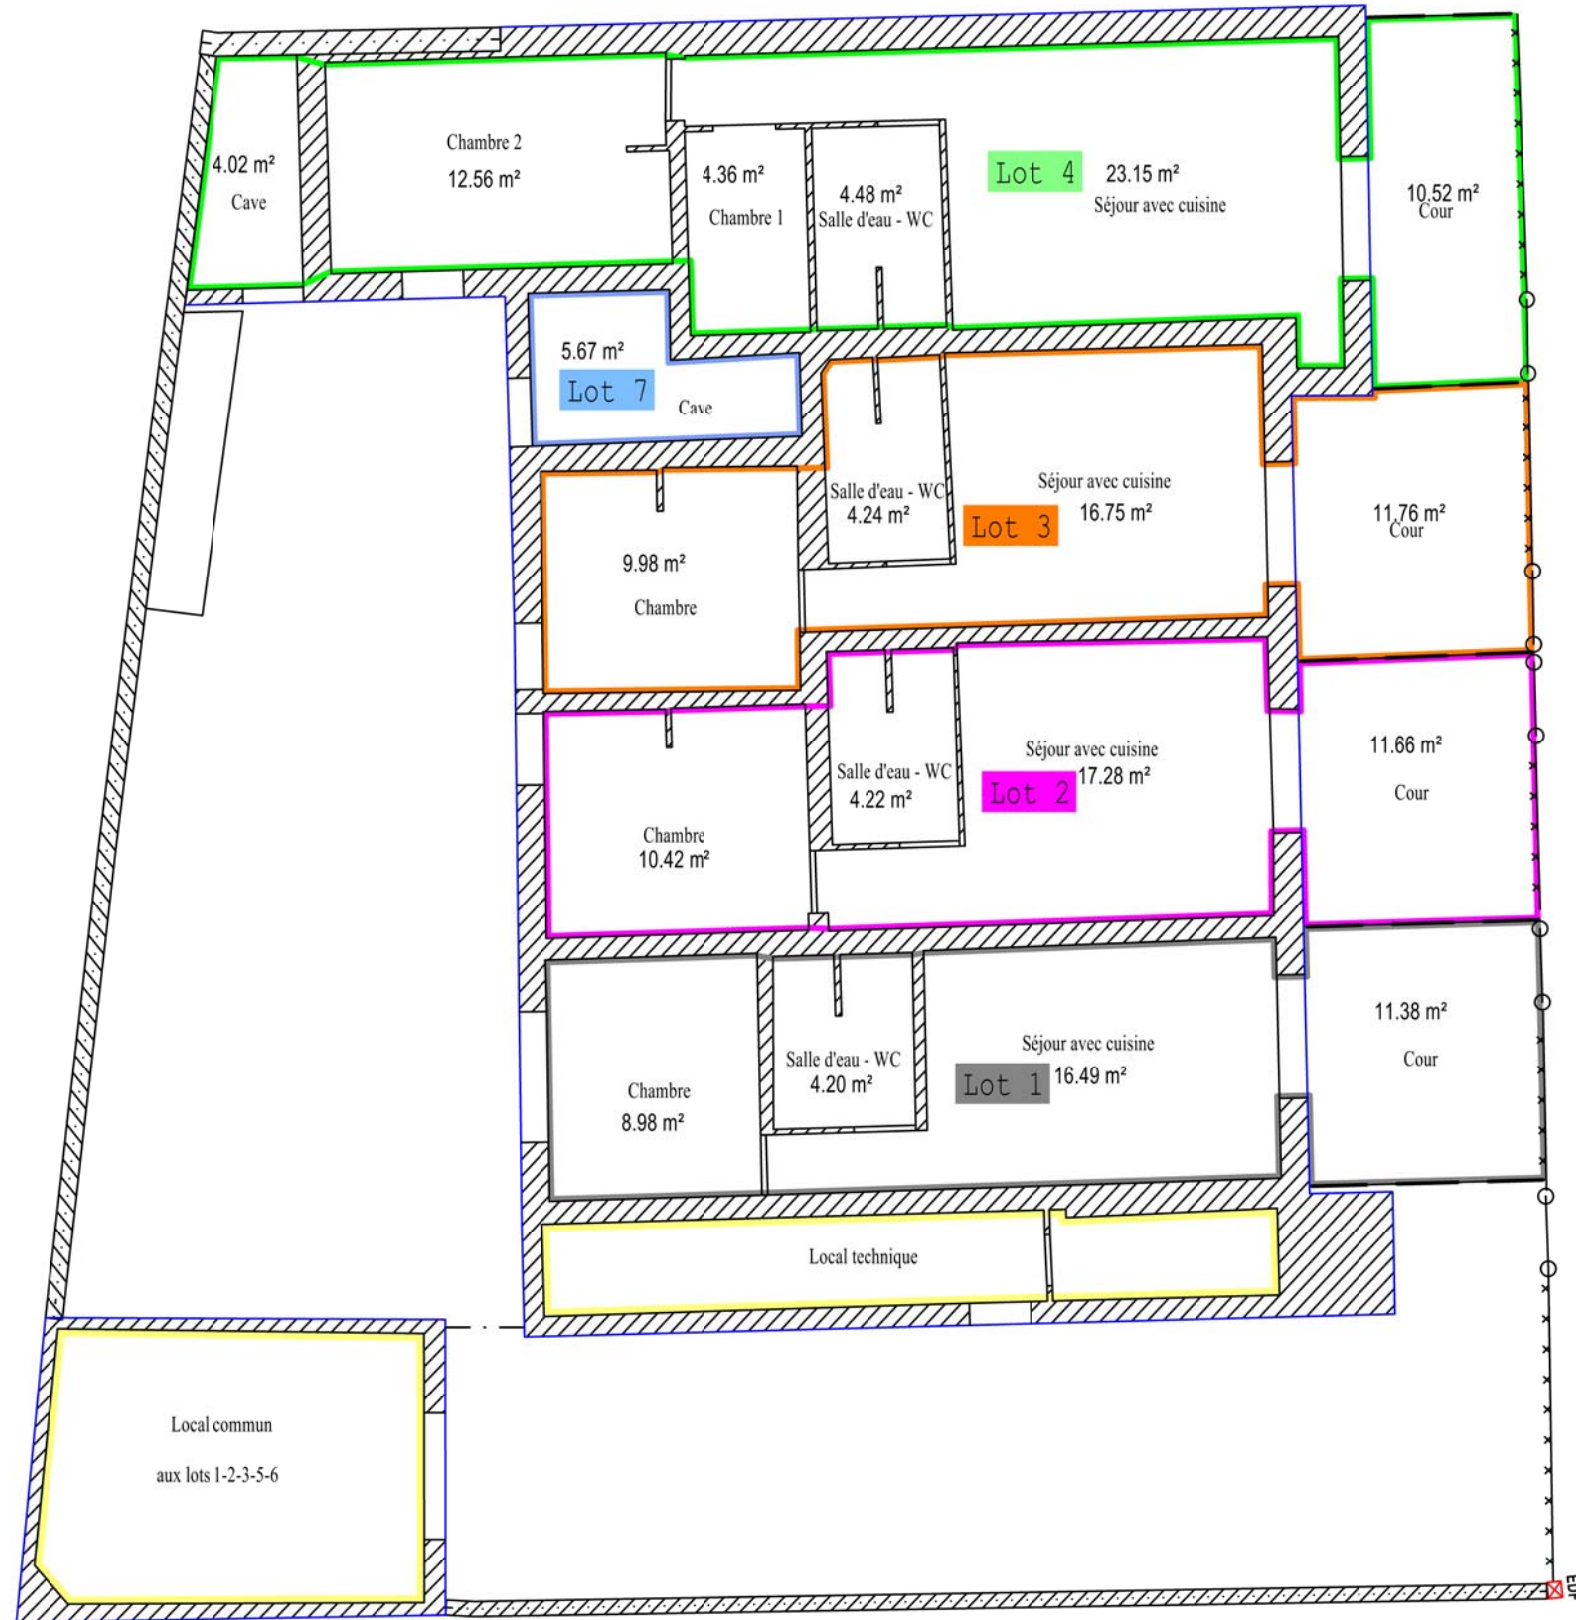 4.02 m²
Cave
Chambre 2
12.56 m²
4.36 m²
Chambre 1
4.48 m²
Salle d'eau - WC
Lot 4
23.15 m²
Séjour avec cuisine
10.52 m²
Cour
5.67 m²
Lot 7
Cave
Salle d'eau - WC
4.24 m²
Séjour avec cuisine
16.75 m²
Lot 3
11.76 m²
Cour
9.98 m²
Chambre
Salle d'eau - WC
4.22 m²
Séjour avec cuisine
17.28 m²
Lot 2
11.66 m²
Cour
Chambre
10.42 m²
Salle d'eau - WC
4.20 m²
Séjour avec cuisine
16.49 m²
Lot 1
11.38 m²
Cour
Chambre
8.98 m²
Local technique
Local commun
aux lots 1-2-3-5-6
EDF